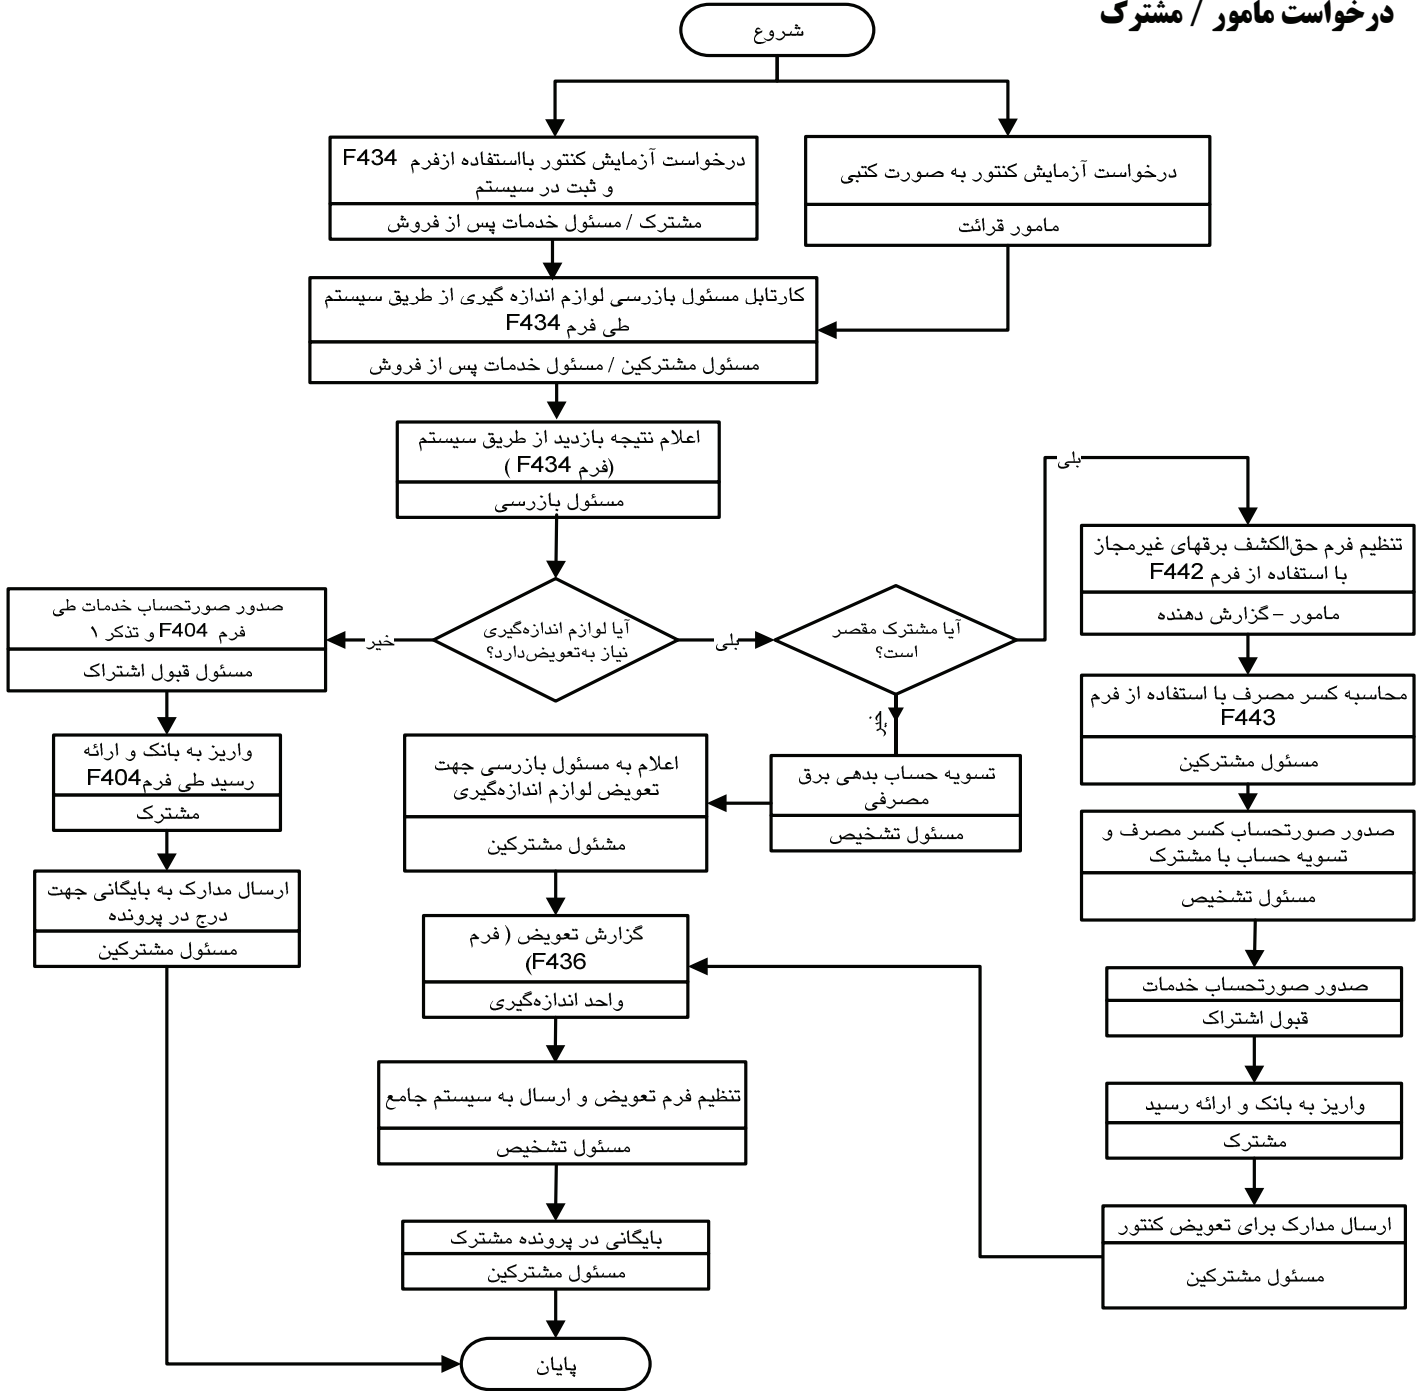 درخواست مامور / مشترک
شروع
درخواست آزمایش کنتور به صورت کتبی
مامور قرائت
درخواست آزمایش کنتور بااستفاده ازفرم F434
و ثبت در سیستم
مشترک / مسئول خدمات پس از فروش
کارتابل مسئول بازرسی لوازم اندازه گیری از طریق سیستم
طی فرم F434
مسئول مشترکین / مسئول خدمات پس از فروش
اعلام نتیجه بازدید از طریق سیستم
(فرم F434 )
مسئول بازرسی
آیا لوازم اندازه‌گیری
نیاز به‌تعویض‌دارد؟
بلی
خیر
آیا مشترک مقصر
است؟
بلی
خیر
تنظیم فرم حق‌الکشف برقهای غیرمجاز
با استفاده از فرم F442
مامور – گزارش دهنده
محاسبه کسر مصرف با استفاده از فرم
F443
مسئول مشترکین
صدور صورتحساب کسر مصرف و
تسویه حساب با مشترک
مسئول تشخیص
صدور صورتحساب خدمات
قبول اشتراک
واریز به بانک و ارائه رسید
مشترک
ارسال مدارک برای تعویض کنتور
مسئول مشترکین
تسویه حساب بدهی برق
مصرفی
مسئول تشخیص
اعلام به مسئول بازرسی جهت
تعویض لوازم اندازه‌گیری
مشئول مشترکین
گزارش تعویض ( فرم
F436)
واحد اندازه‌گیری
تنظیم فرم تعویض و ارسال به سیستم جامع
مسئول تشخیص
بایگانی در پرونده مشترک
مسئول مشترکین
صدور صورتحساب خدمات طی
فرم F404 و تذکر ۱
مسئول قبول اشتراک
واریز به بانک و ارائه
رسید طی فرم F404
مشترک
ارسال مدارک به بایگانی جهت
درج در پرونده
مسئول مشترکین
پایان